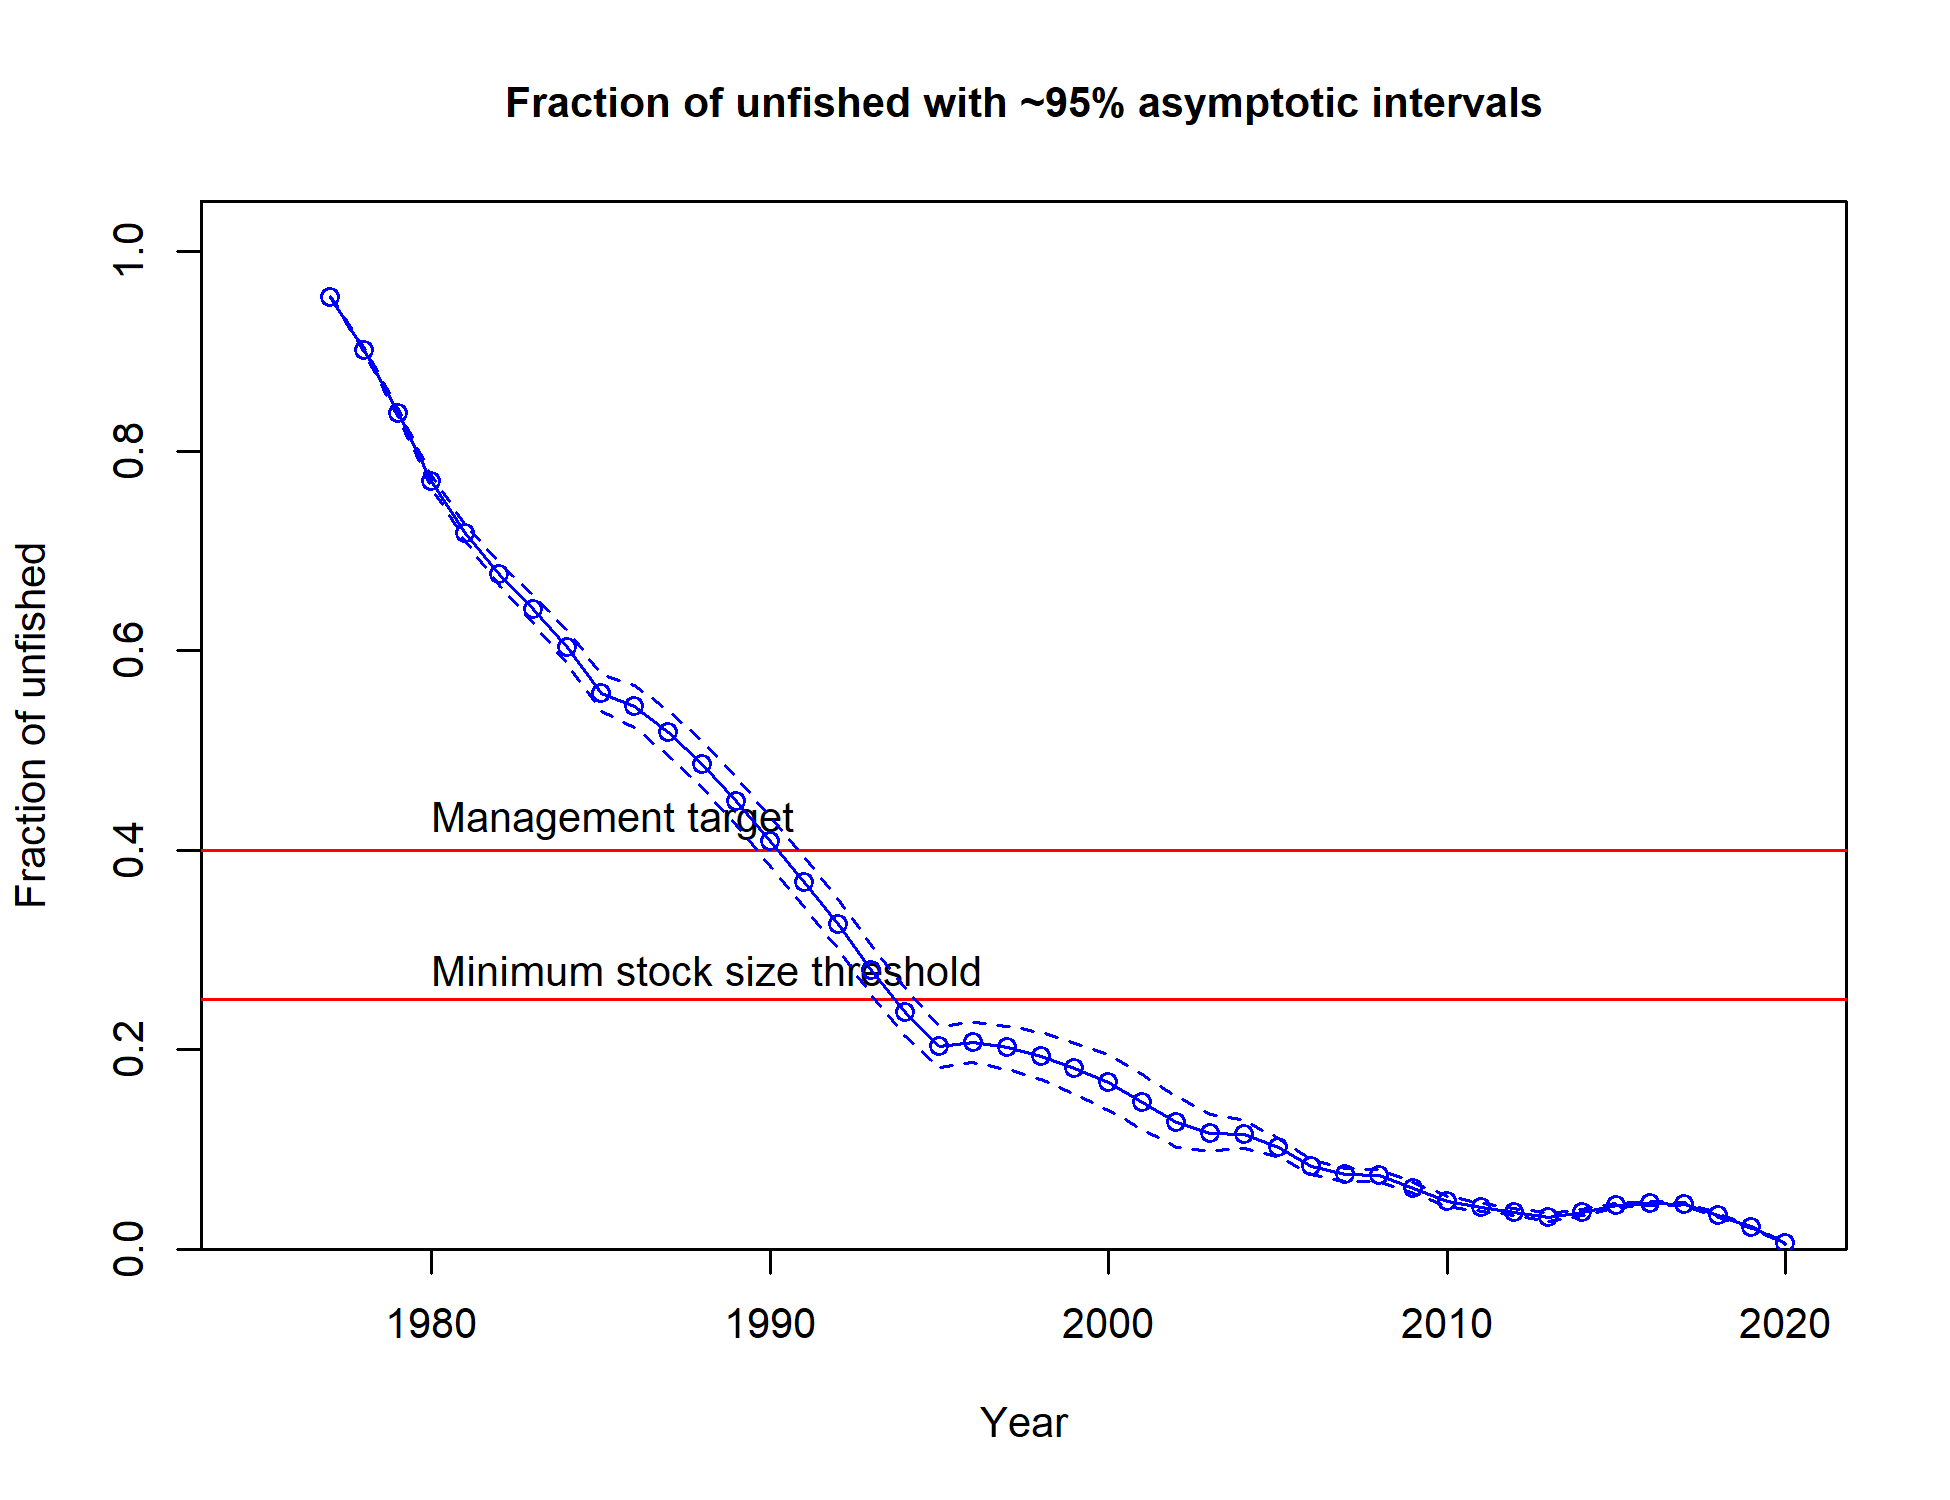 Fraction of unfished with ~95% asymptotic intervals
Fraction of unfished
1.0
0.8
0.6
0.4
0.2
0.0
Management target
Minimum stock size threshold
1980 1990 2000 2010 2020
Year